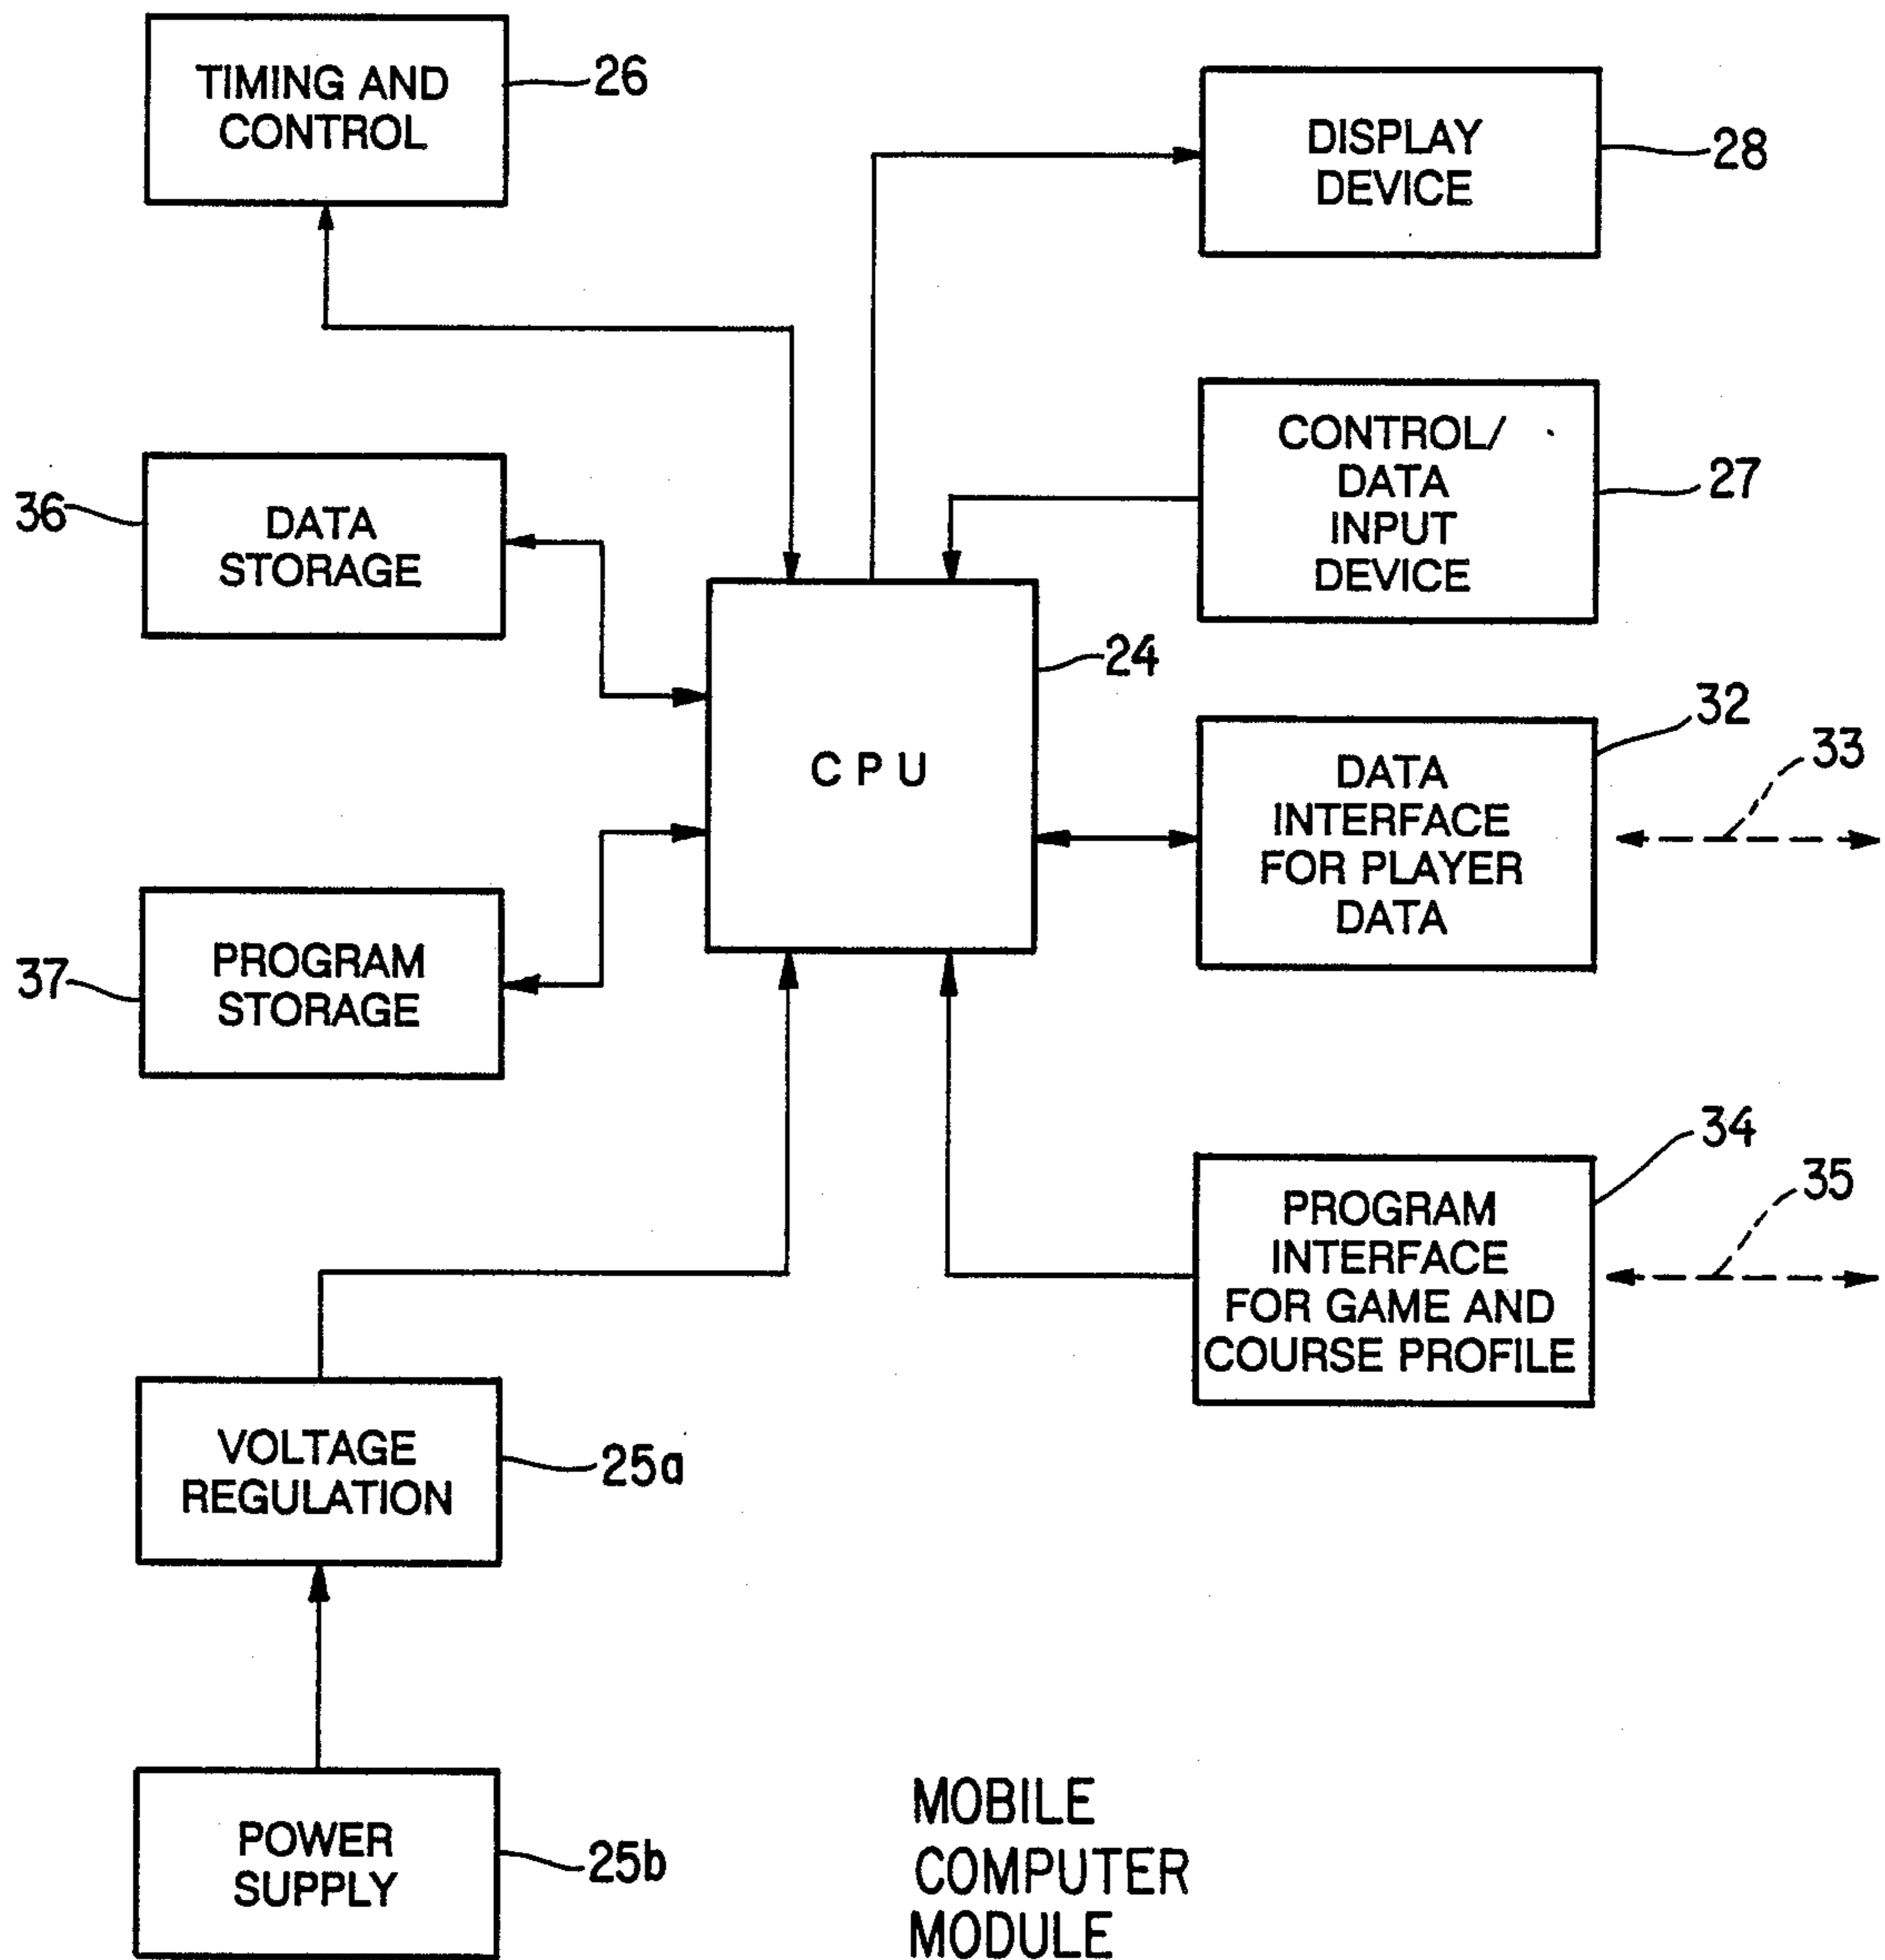 TIMING AND
CONTROL
26
DISPLAY
DEVICE
28
CONTROL/
DATA
INPUT
DEVICE
27
36
DATA
STORAGE
24
C P U
32
DATA
INTERFACE
FOR PLAYER
DATA
33
37
PROGRAM
STORAGE
34
PROGRAM
INTERFACE
FOR GAME AND
COURSE PROFILE
35
VOLTAGE
REGULATION
25a
POWER
SUPPLY
25b
MOBILE
COMPUTER
MODULE